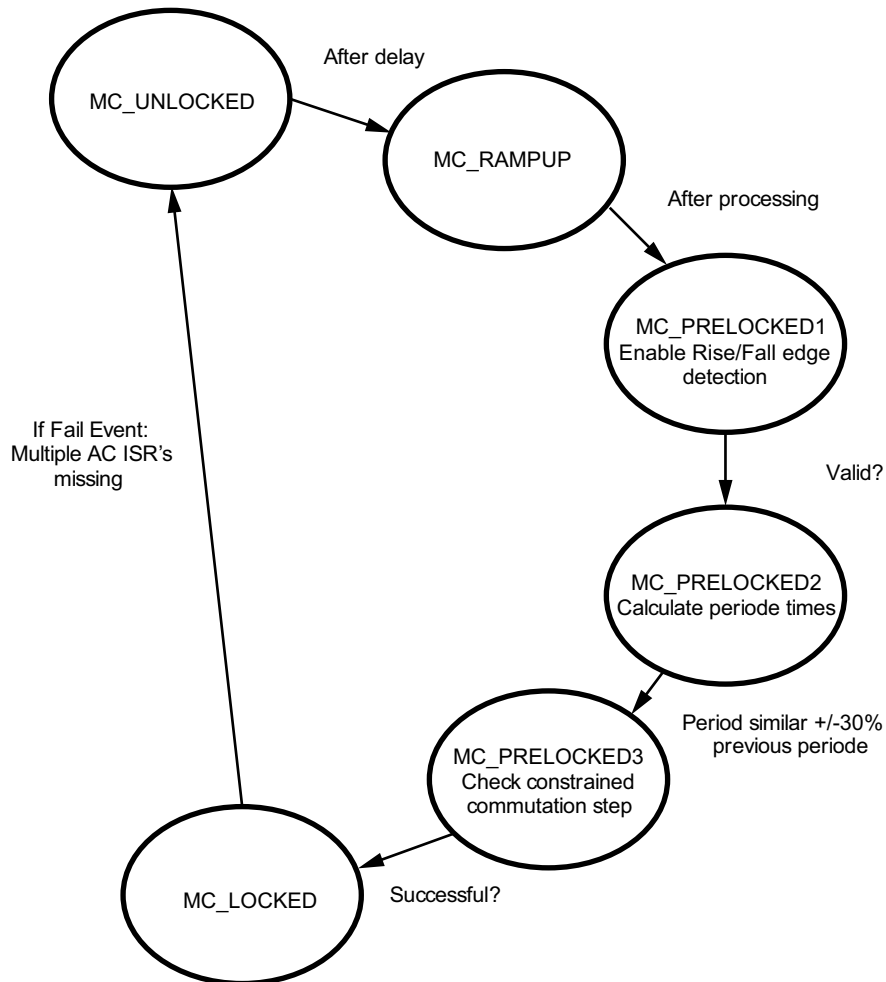 After delay
MC_UNLOCKED
MC_RAMPUP
After processing
MC_PRELOCKED1
Enable Rise/Fall edge
detection
If Fail Event:
Multiple AC ISR's
missing
Valid?
MC_PRELOCKED2
Calculate periode times
Period similar +/-30%
previous periode
MC_PRELOCKED3
Check constrained
commutation step
Successful?
MC_LOCKED